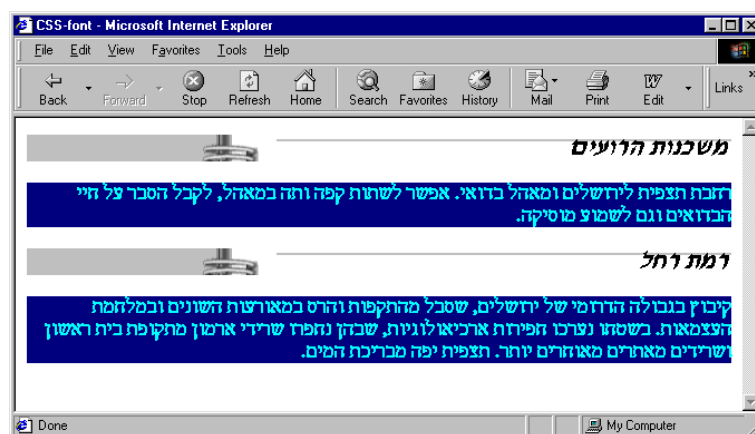 CSS-font - Microsoft Internet Explorer
File Edit View Favorites Tools Help
Back Forward Stop Refresh Home Search Favorites History Mail Print Edit Links
משכנות הרועים
רחבת תצפית לירושלים ומאהל בדואי. אפשר לשתות קפה ותה במאהל, לקבל הסבר על חיי
הבדואים וגם לשמוע מוסיקה.
רמת רחל
קיבוץ בגבולה הדרומי של ירושלים, שסבל מהתקפות והרס במאורעות השונים ובמלחמת
העצמאות. בשטחו נערכו חפירות ארכיאולוגיות, שבהן נחפרו שרידי ארמון מתקופת בית ראשון
ושרידים מאתרים מאוחרים יותר. תצפית יפה מבריכת המים.
Done My Computer